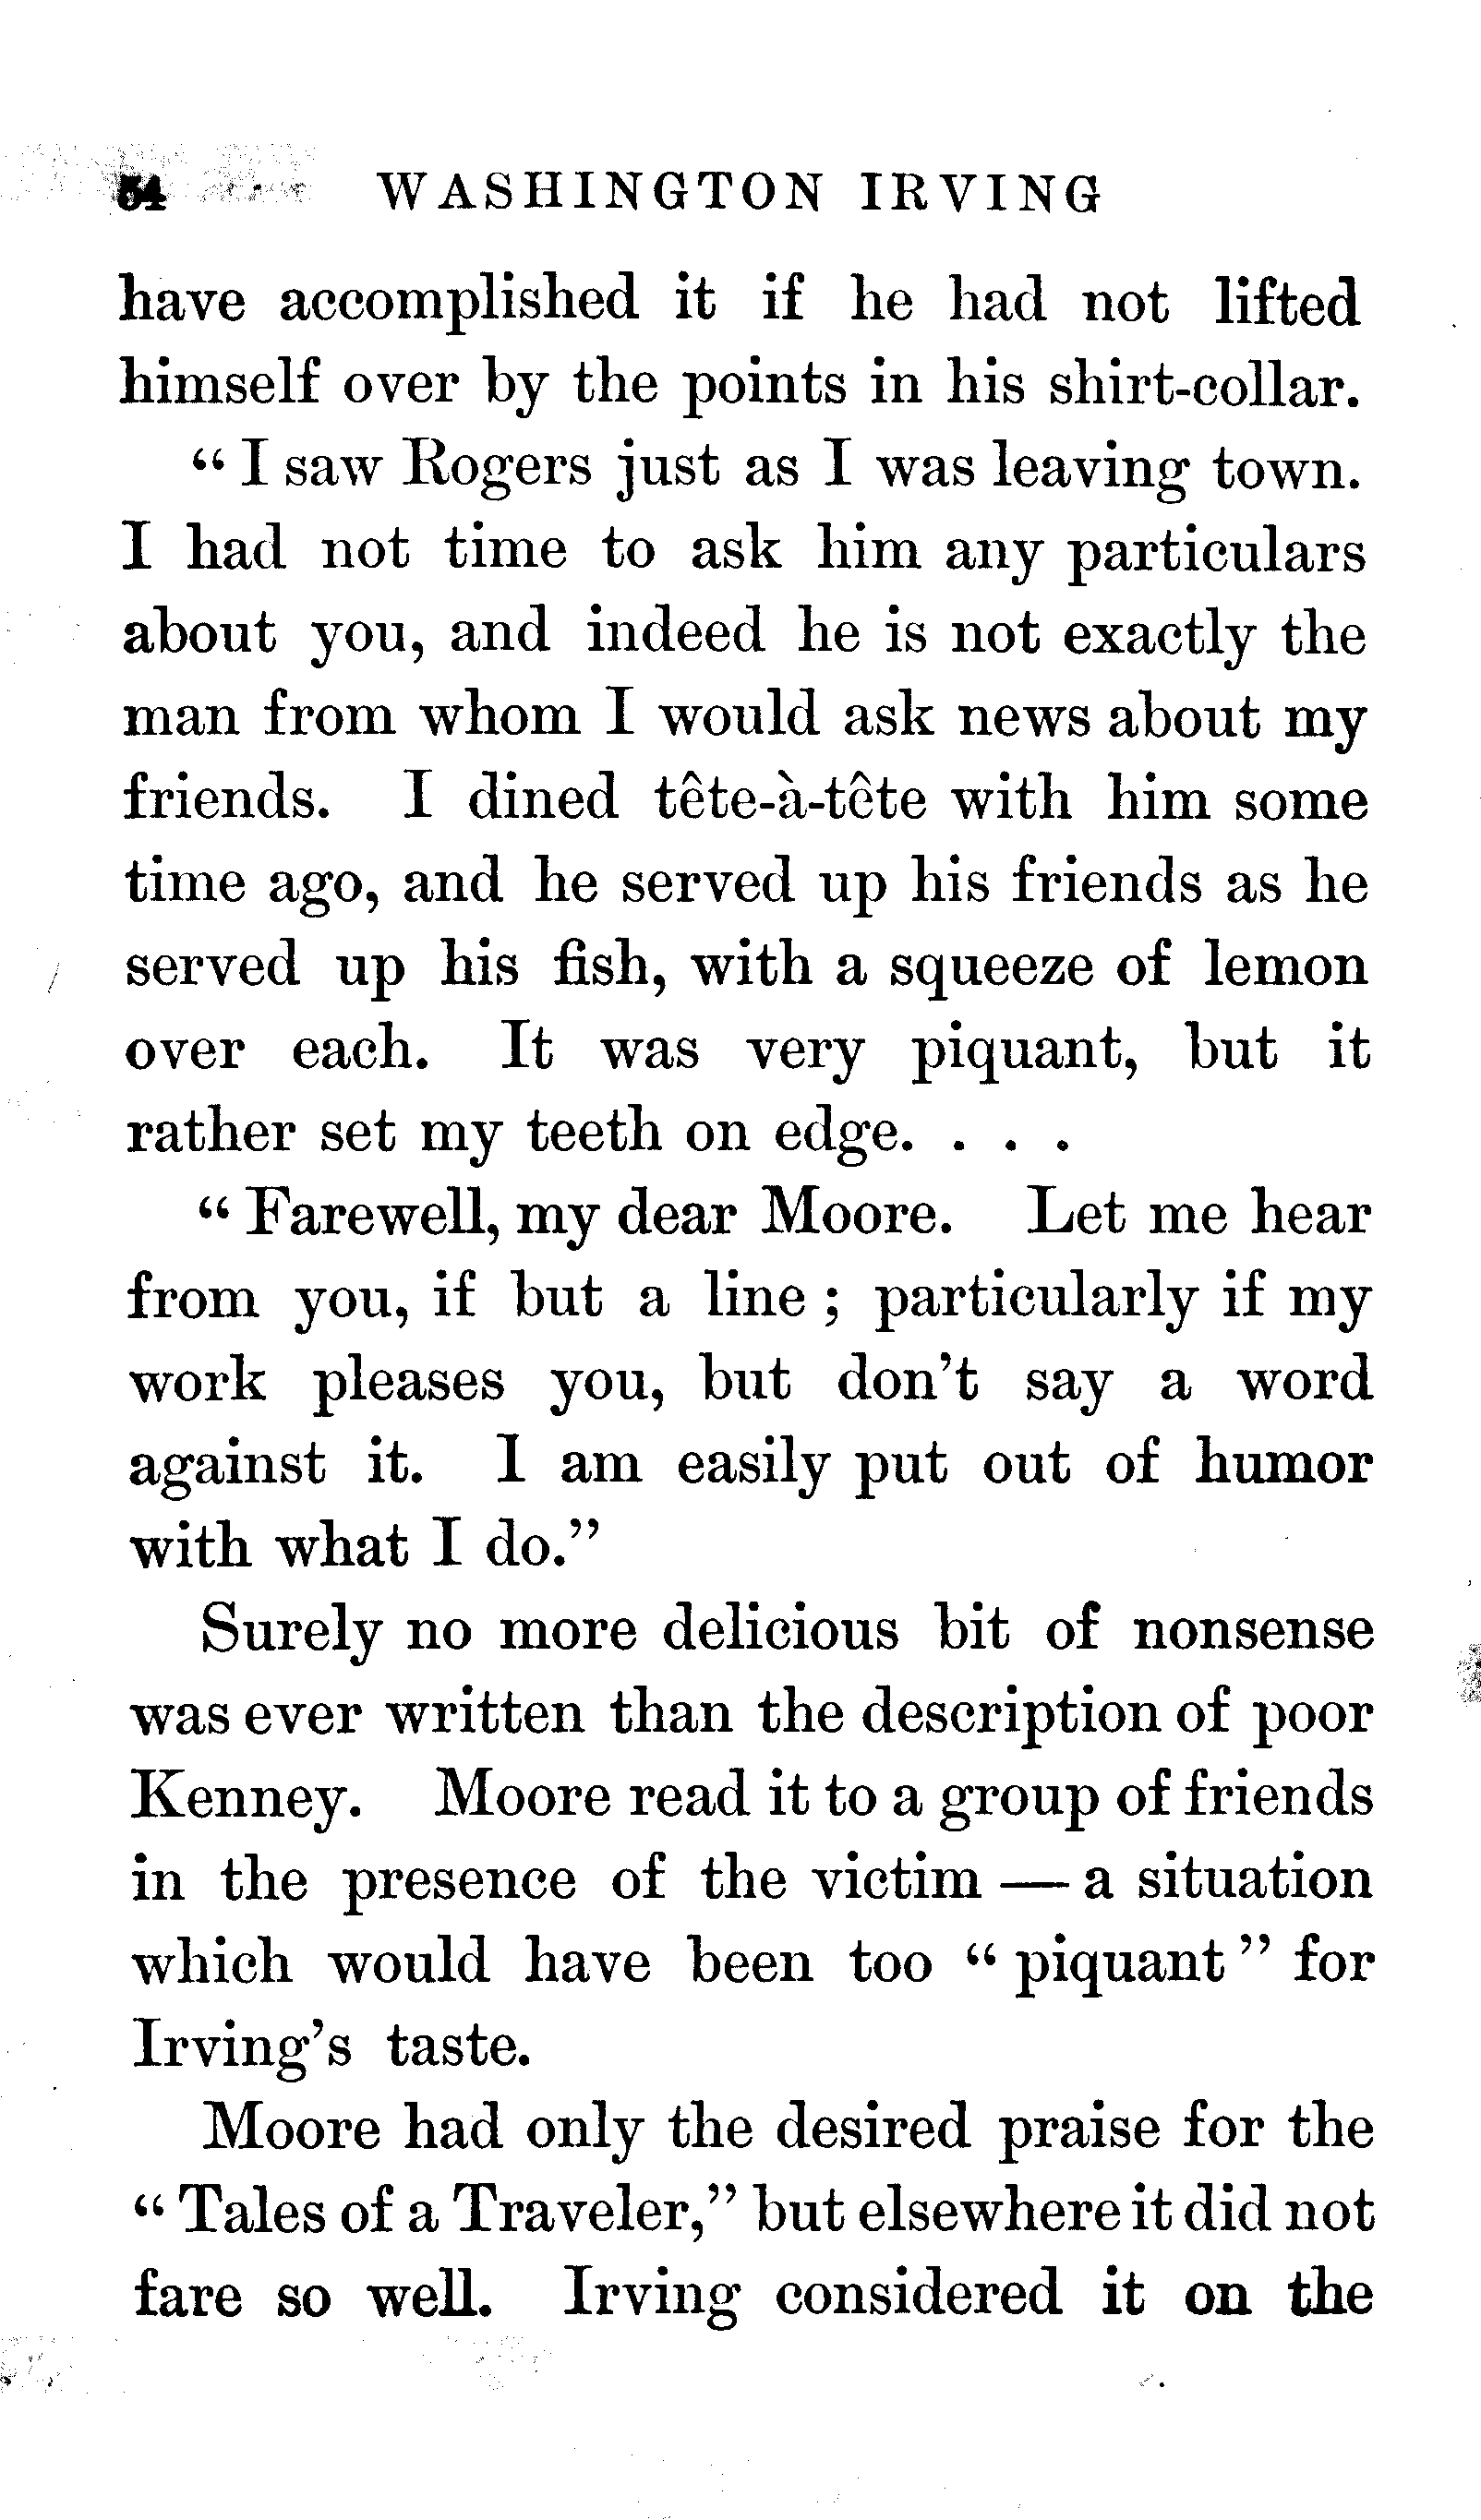 54 WASHINGTON IRVING
have accomplished it if he had not lifted
himself over by the points in his shirt-collar.
“ I saw Rogers just as I was leaving town.
I had not time to ask him any particulars
about you, and indeed he is not exactly the
man from whom I would ask news about my
friends. I dined tête-à-tête with him some
time ago, and he served up his friends as he
served up his fish, with a squeeze of lemon
over each. It was very piquant, but it
rather set my teeth on edge. . . .
“ Farewell, my dear Moore. Let me hear
from you, if but a line ; particularly if my
work pleases you, but don’t say a word
against it. I am easily put out of humor
with what I do.”
Surely no more delicious bit of nonsense
was ever written than the description of poor
Kenney. Moore read it to a group of friends
in the presence of the victim — a situation
which would have been too “ piquant ” for
Irving’s taste.
Moore had only the desired praise for the
“ Tales of a Traveler,” but elsewhere it did not
fare so well. Irving considered it on the